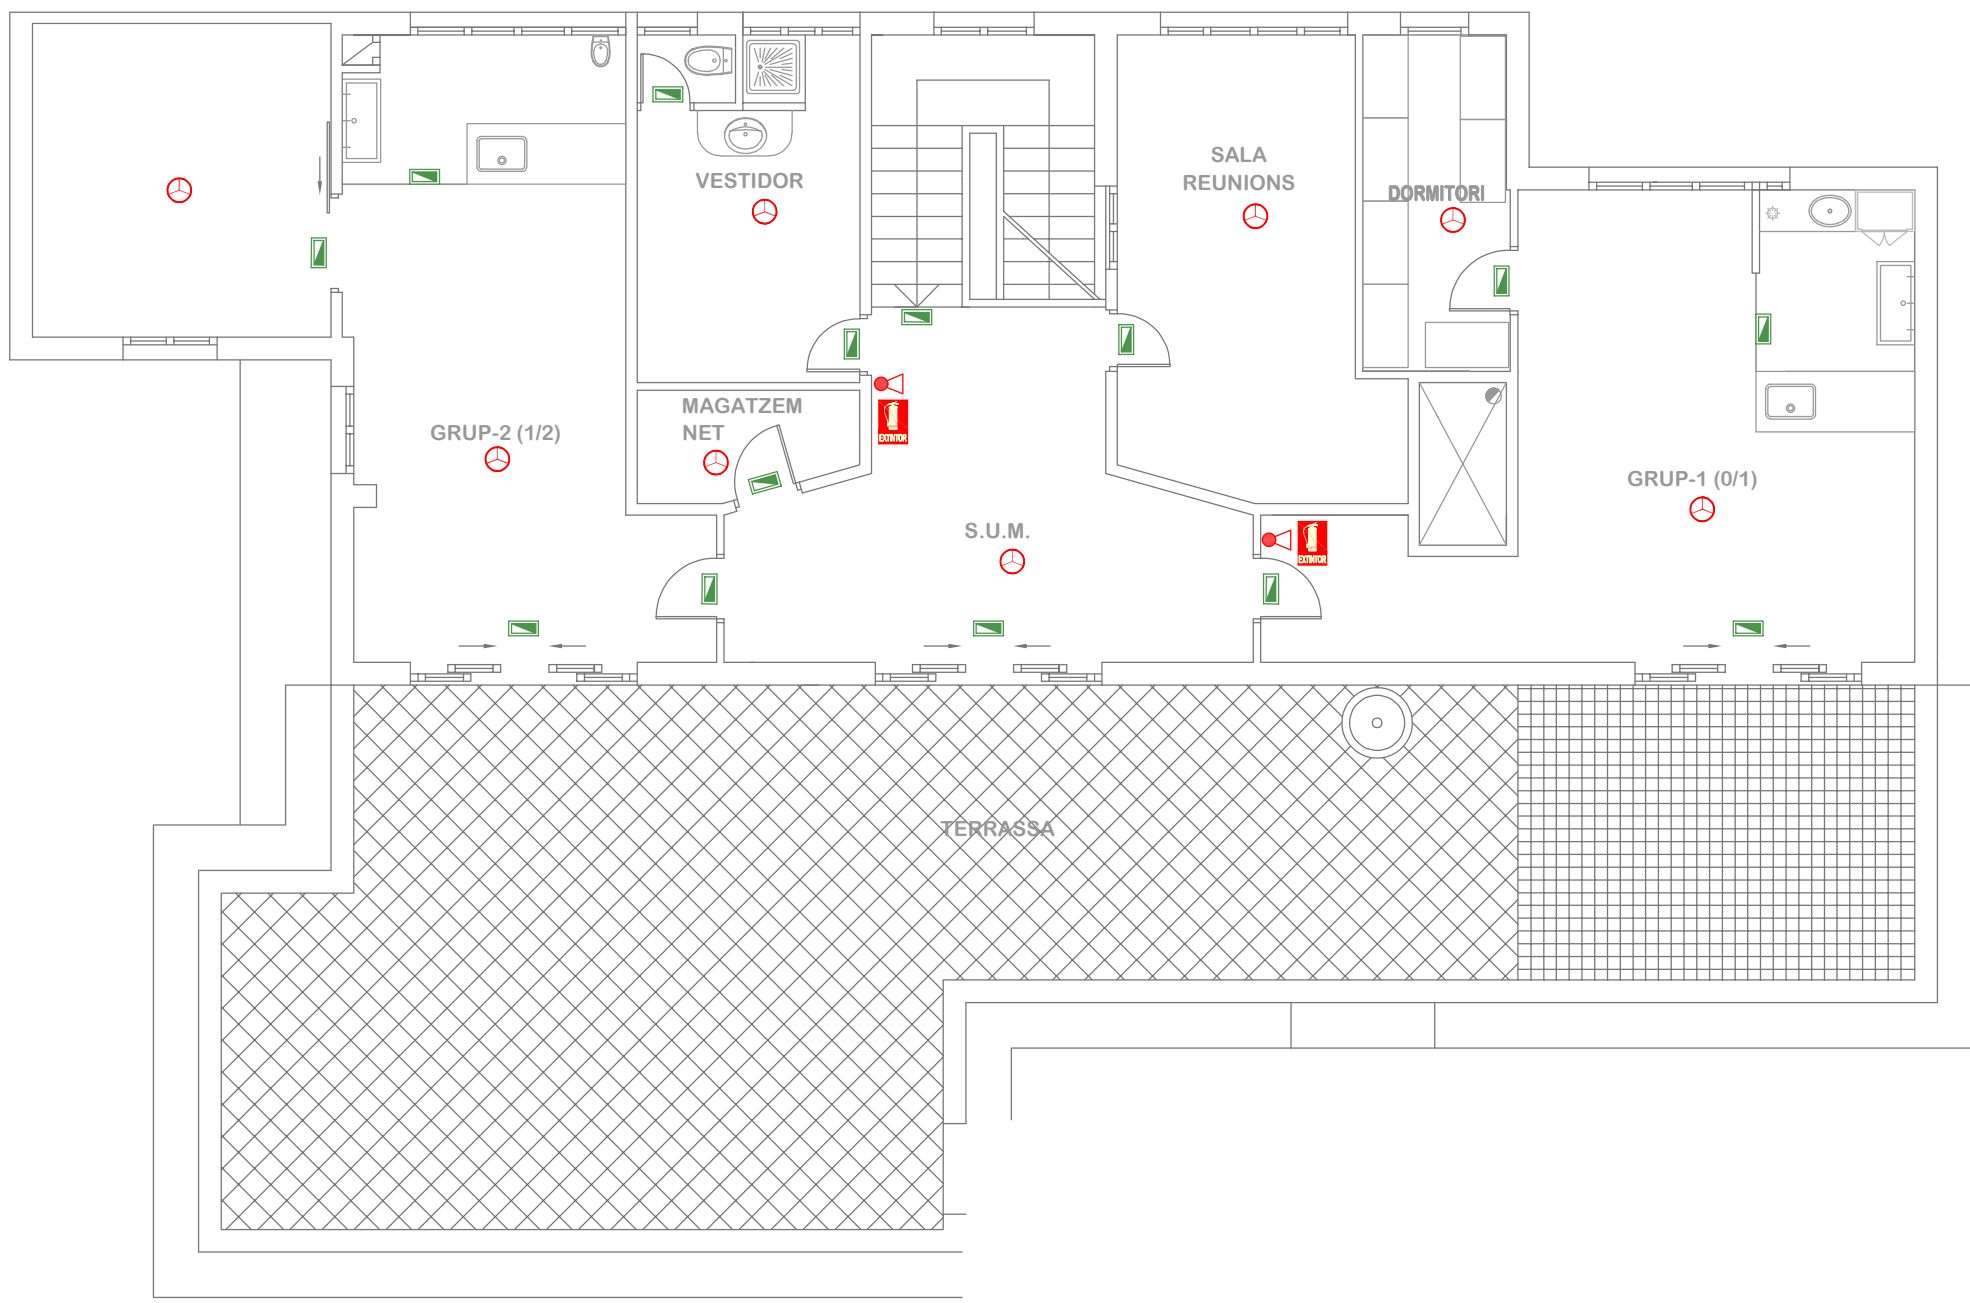 SALA
REUNIONS
VESTIDOR
DORMITORI
MAGATZEM
NET
GRUP-2 (1/2)
EXTINTOR
GRUP-1 (0/1)
S.U.M.
EXTINTOR
TERRASSA